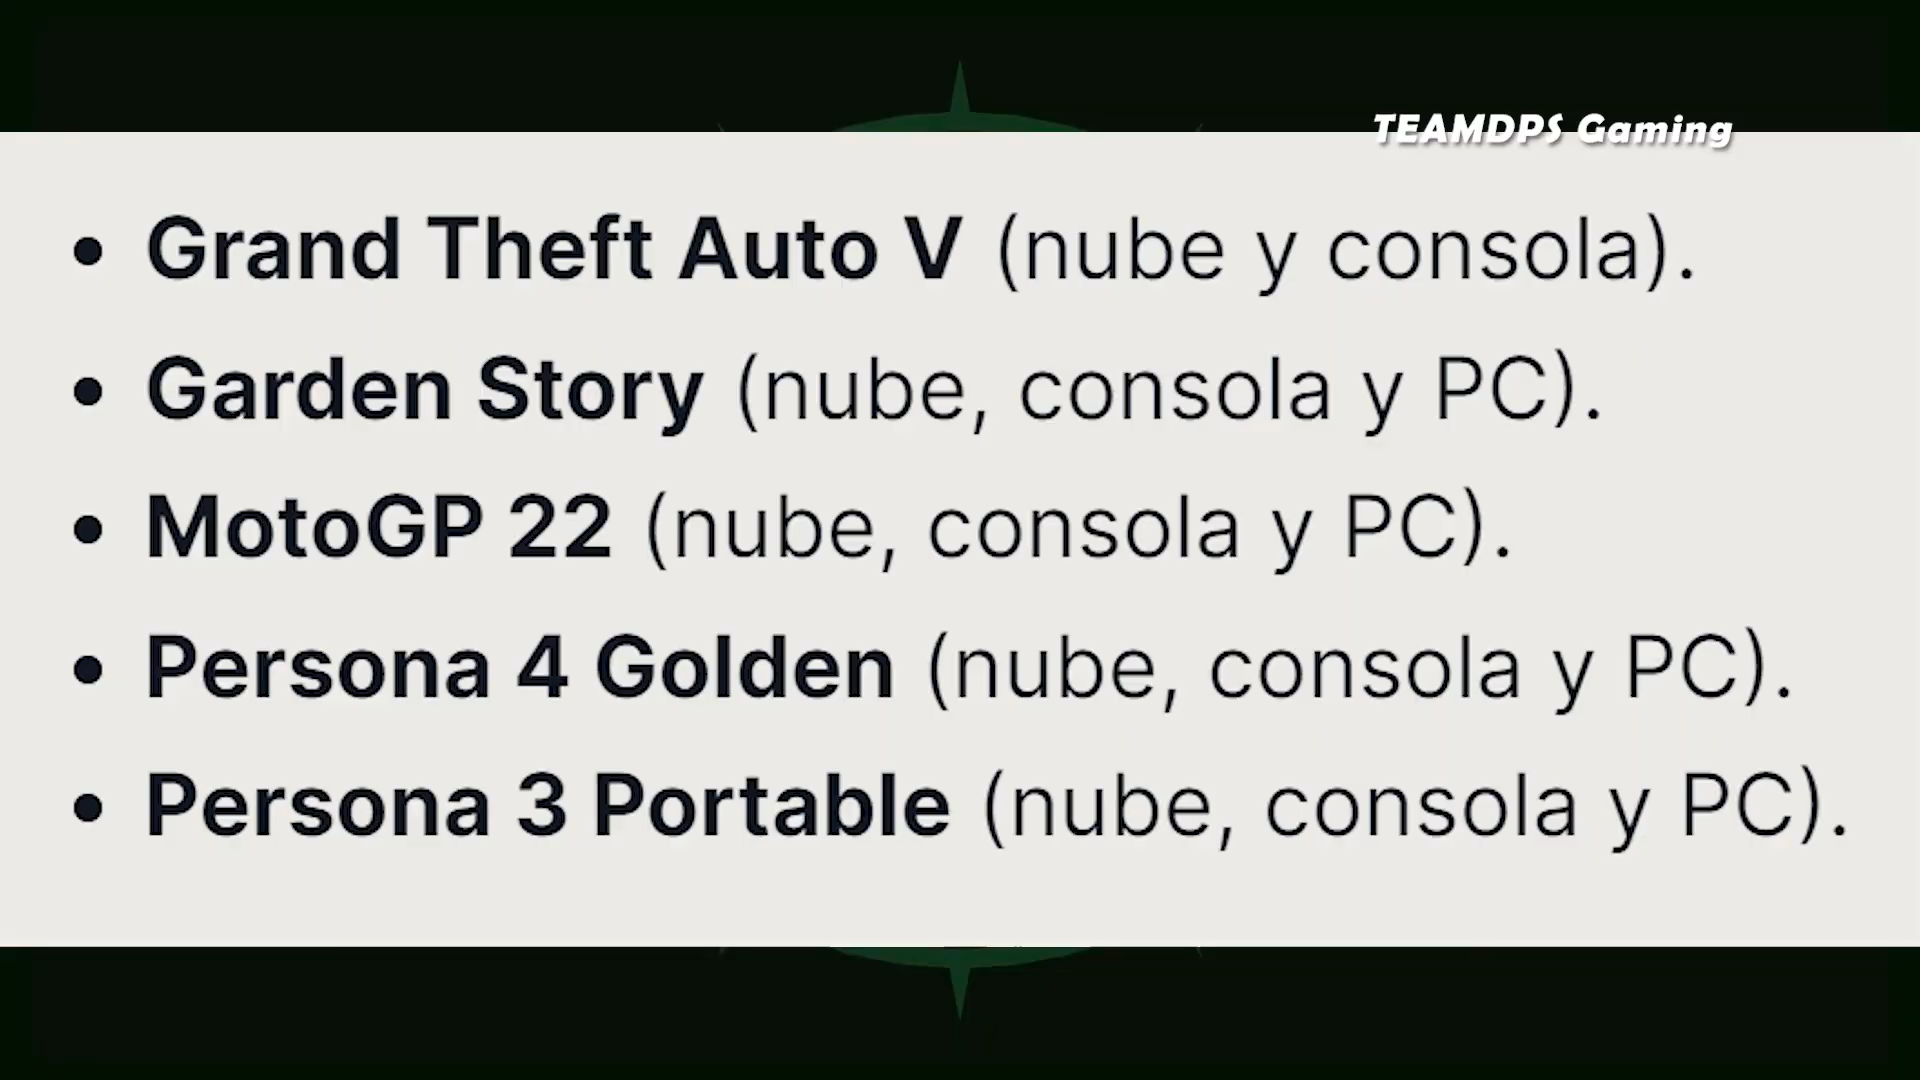 TEAMDPS Gaming
• Grand Theft Auto V (nube y consola).
• Garden Story (nube, consola y PC).
• MotoGP 22 (nube, consola y PC).
• Persona 4 Golden (nube, consola y PC).
• Persona 3 Portable (nube, consola y PC).